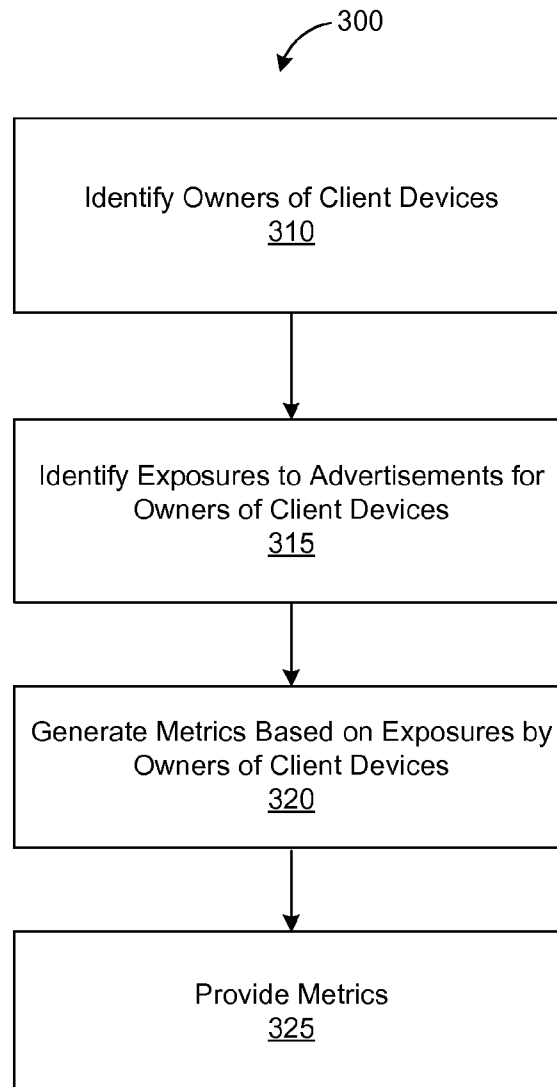 300
Identify Owners of Client Devices
310
Identify Exposures to Advertisements for
Owners of Client Devices
315
Generate Metrics Based on Exposures by
Owners of Client Devices
320
Provide Metrics
325